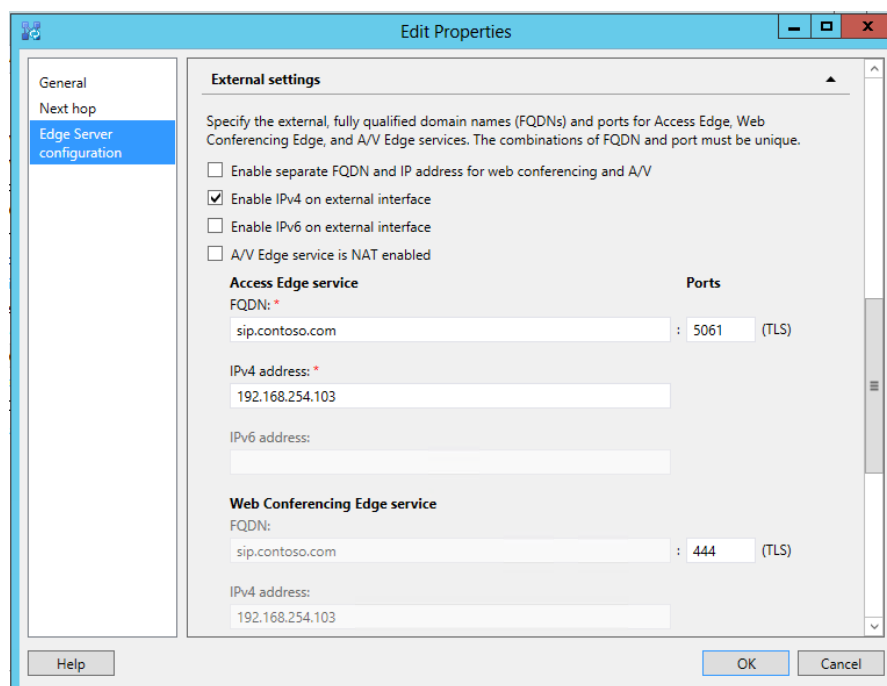 Edit Properties
General
Next hop
Edge Server
configuration
External settings
Specify the external, fully qualified domain names (FQDNs) and ports for Access Edge, Web
Conferencing Edge, and A/V Edge services. The combinations of FQDN and port must be unique.
Enable separate FQDN and IP address for web conferencing and A/V
Enable IPv4 on external interface
Enable IPv6 on external interface
A/V Edge service is NAT enabled
Access Edge service Ports
FQDN: *
sip.contoso.com : 5061 (TLS)
IPv4 address: *
192.168.254.103
IPv6 address:
Web Conferencing Edge service
FQDN:
sip.contoso.com : 444 (TLS)
IPv4 address:
192.168.254.103
Help OK Cancel